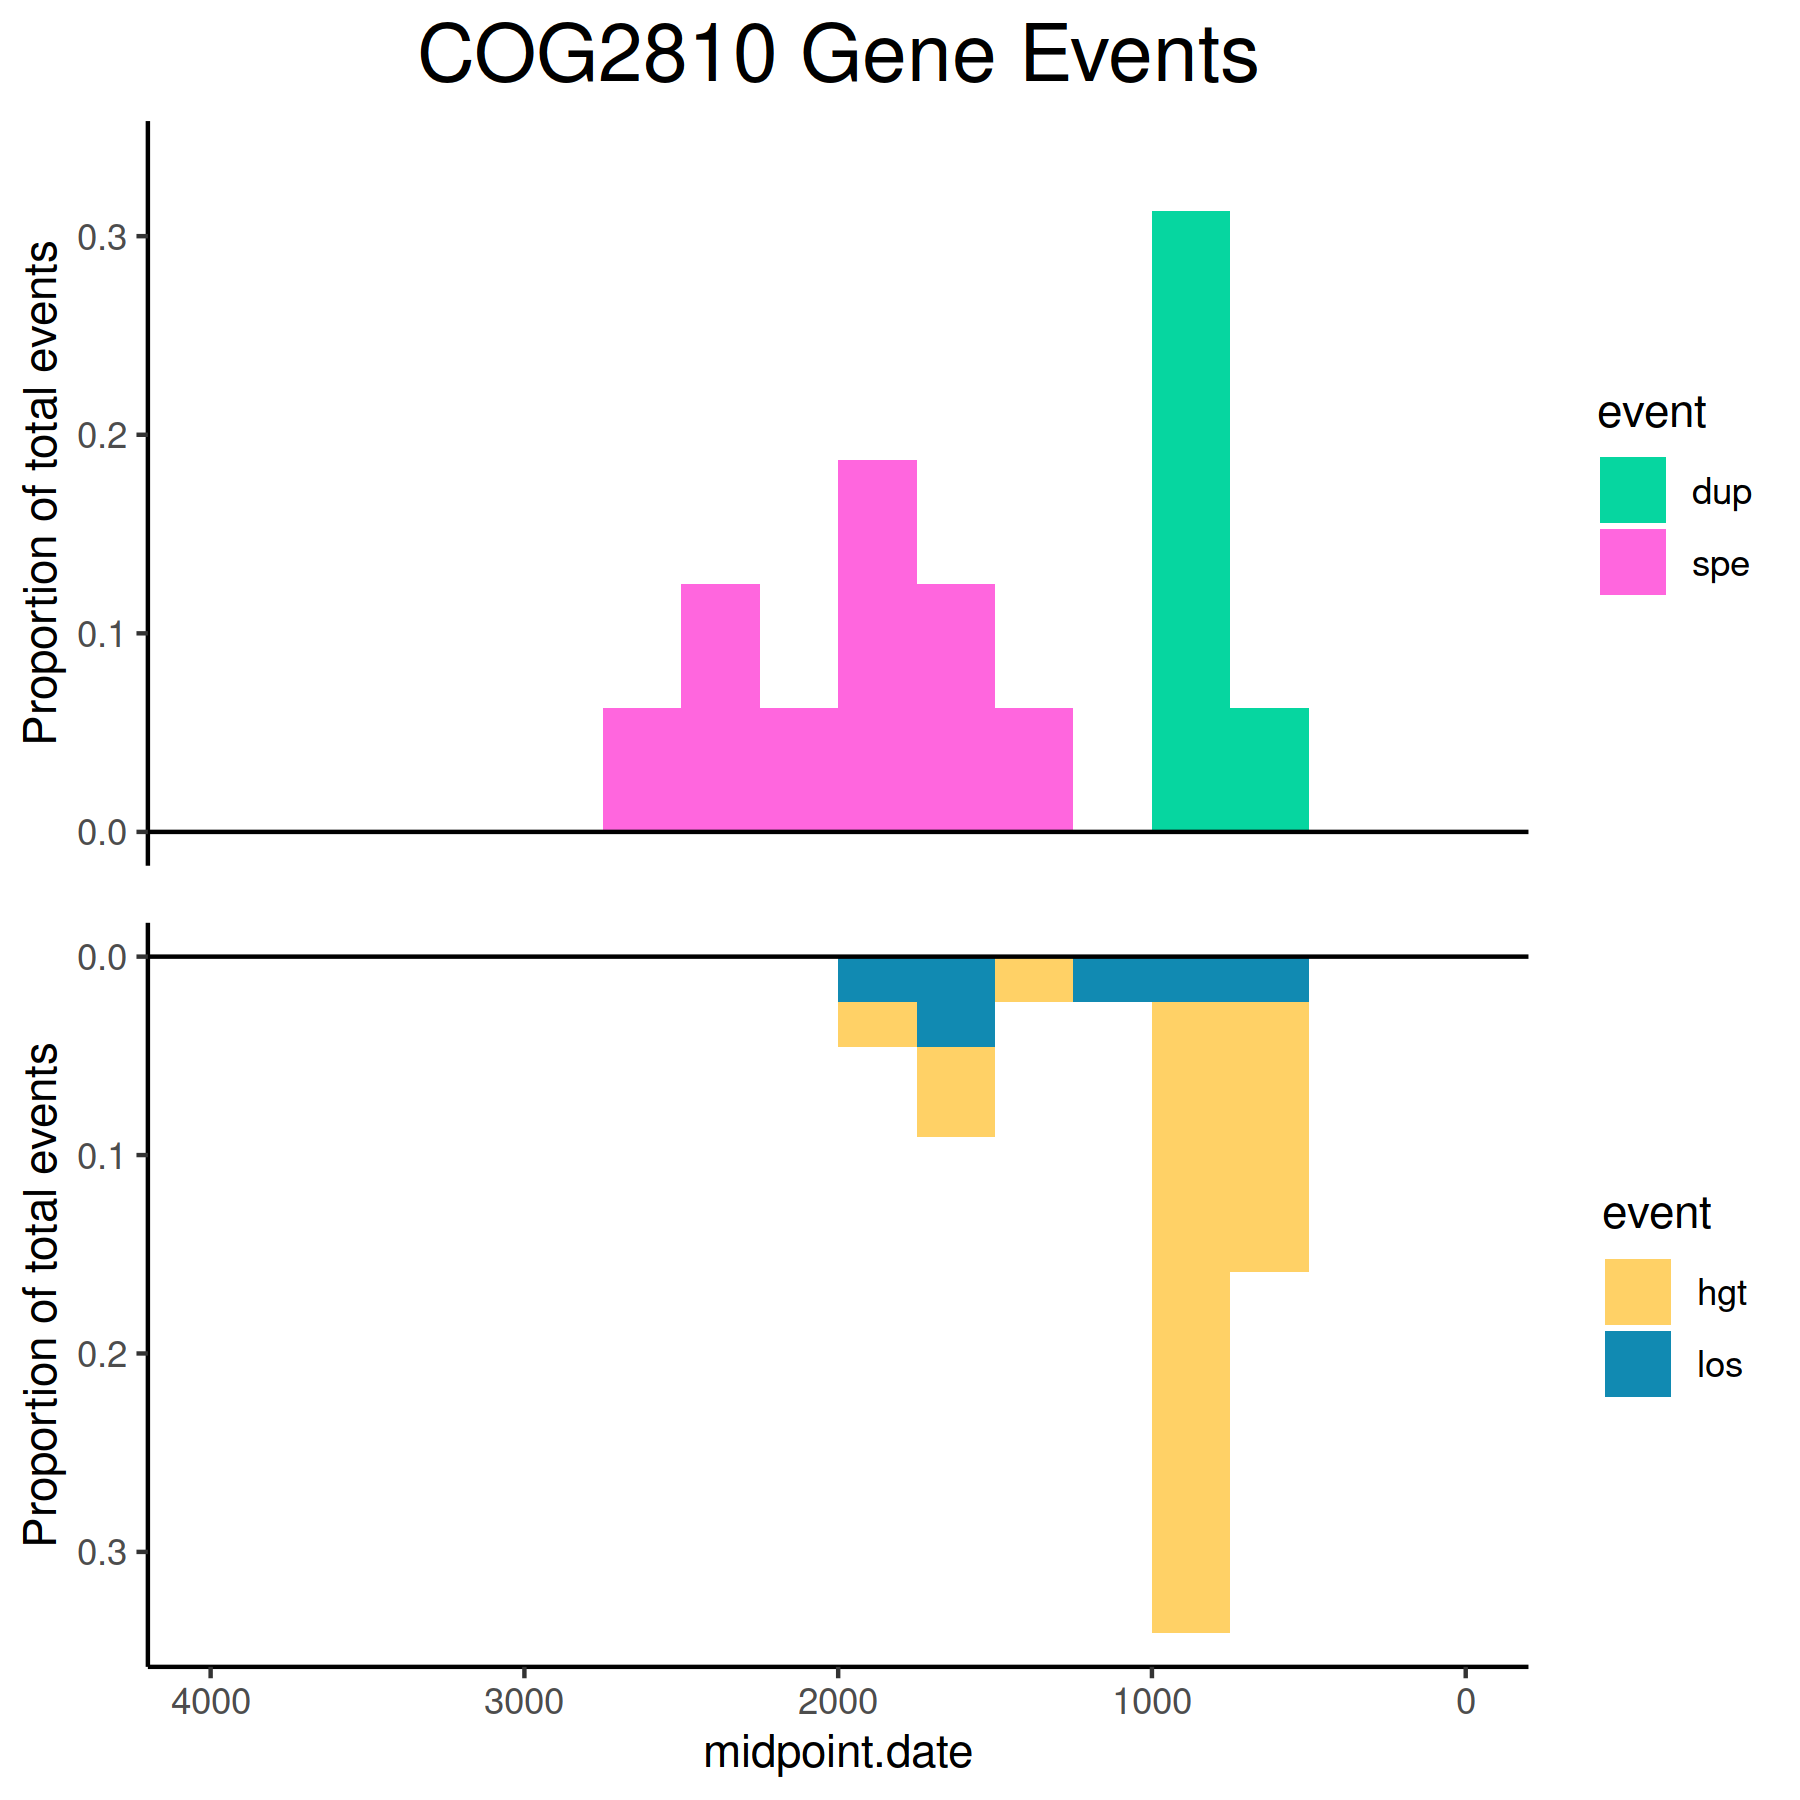 COG2810 Gene Events
Proportion of total events
0.3
0.2
0.1
0.0
event
dup
spe
Proportion of total events
0.0
0.1
0.2
0.3
event
hgt
los
4000 3000 2000 1000 0
midpoint.date